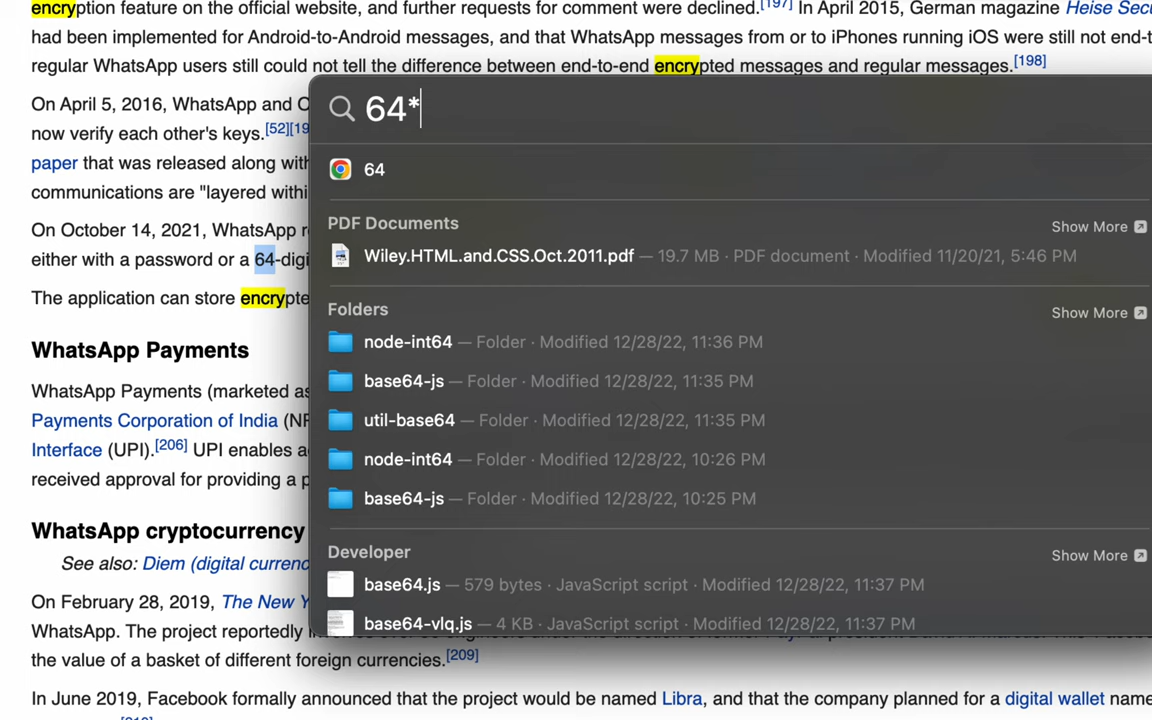 encryption feature on the official website, and further requests for comment were declined.[197] In April 2015, German magazine Heise Secu
had been implemented for Android-to-Android messages, and that WhatsApp messages from or to iPhones running iOS were still not end-t
regular WhatsApp users still could not tell the difference between end-to-end encrypted messages and regular messages.[198]
On April 5, 2016, WhatsApp and O
now verify each other's keys.[52][19
paper that was released along with
communications are "layered withi
On October 14, 2021, WhatsApp r
either with a password or a 64-digi
The application can store encrypte
WhatsApp Payments
WhatsApp Payments (marketed as
Payments Corporation of India (NP
Interface (UPI).[206] UPI enables a
received approval for providing a p
WhatsApp cryptocurrency
See also: Diem (digital currenc
On February 28, 2019, The New Y
WhatsApp. The project reportedly
the value of a basket of different foreign currencies.[209]
In June 2019, Facebook formally announced that the project would be named Libra, and that the company planned for a digital wallet name
64*
64
PDF Documents
Show More
Wiley.HTML.and.CSS.Oct.2011.pdf — 19.7 MB · PDF document · Modified 11/20/21, 5:46 PM
Folders
Show More
node-int64 — Folder · Modified 12/28/22, 11:36 PM
base64-js — Folder · Modified 12/28/22, 11:35 PM
util-base64 — Folder · Modified 12/28/22, 11:35 PM
node-int64 — Folder · Modified 12/28/22, 10:26 PM
base64-js — Folder · Modified 12/28/22, 10:25 PM
Developer
Show More
base64.js — 579 bytes · JavaScript script · Modified 12/28/22, 11:37 PM
base64-vlq.js — 4 KB · JavaScript script · Modified 12/28/22, 11:37 PM